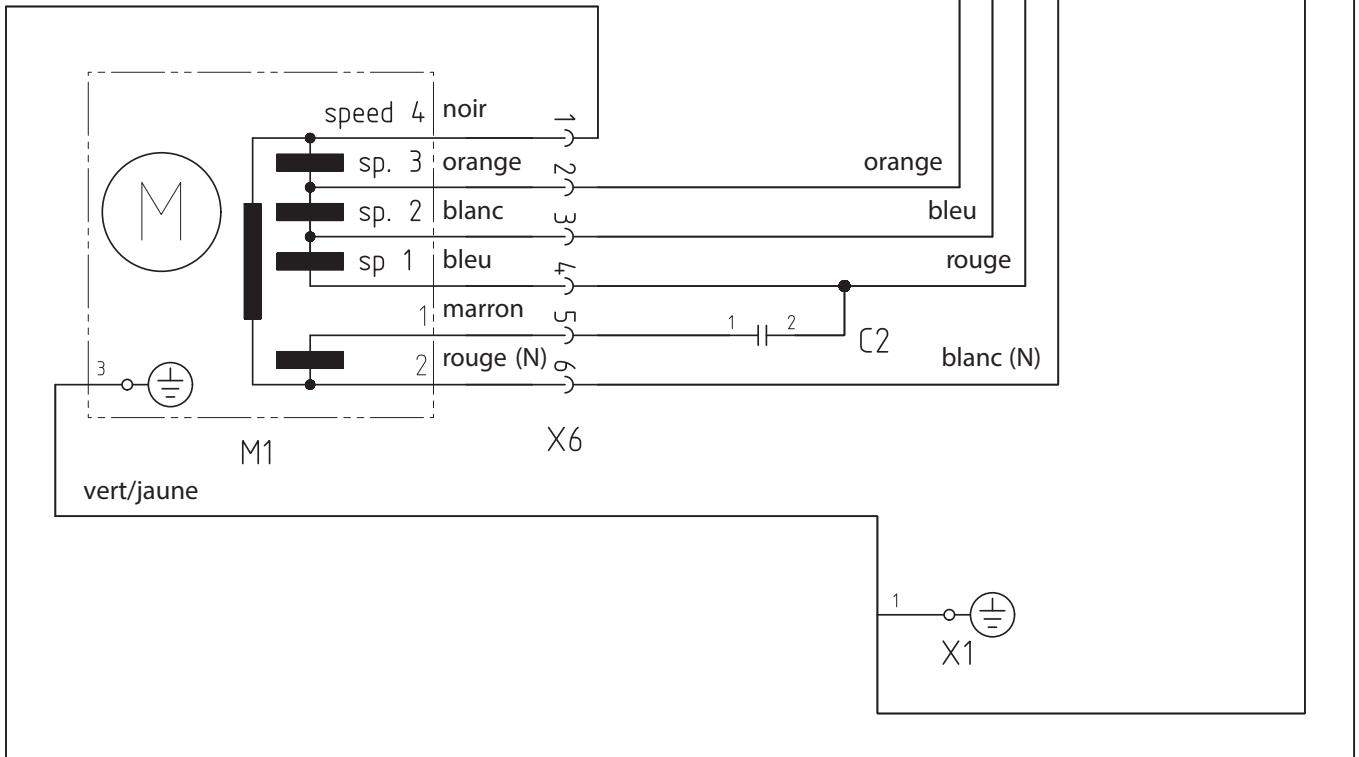 speed 4 noir 1
sp. 3 orange 2 orange
sp. 2 blanc 3 bleu
sp 1 bleu 4 rouge
M
1 marron 5 1 2 C2
2 rouge (N) 6 blanc (N)
3
M1 X6
vert/jaune
1
X1